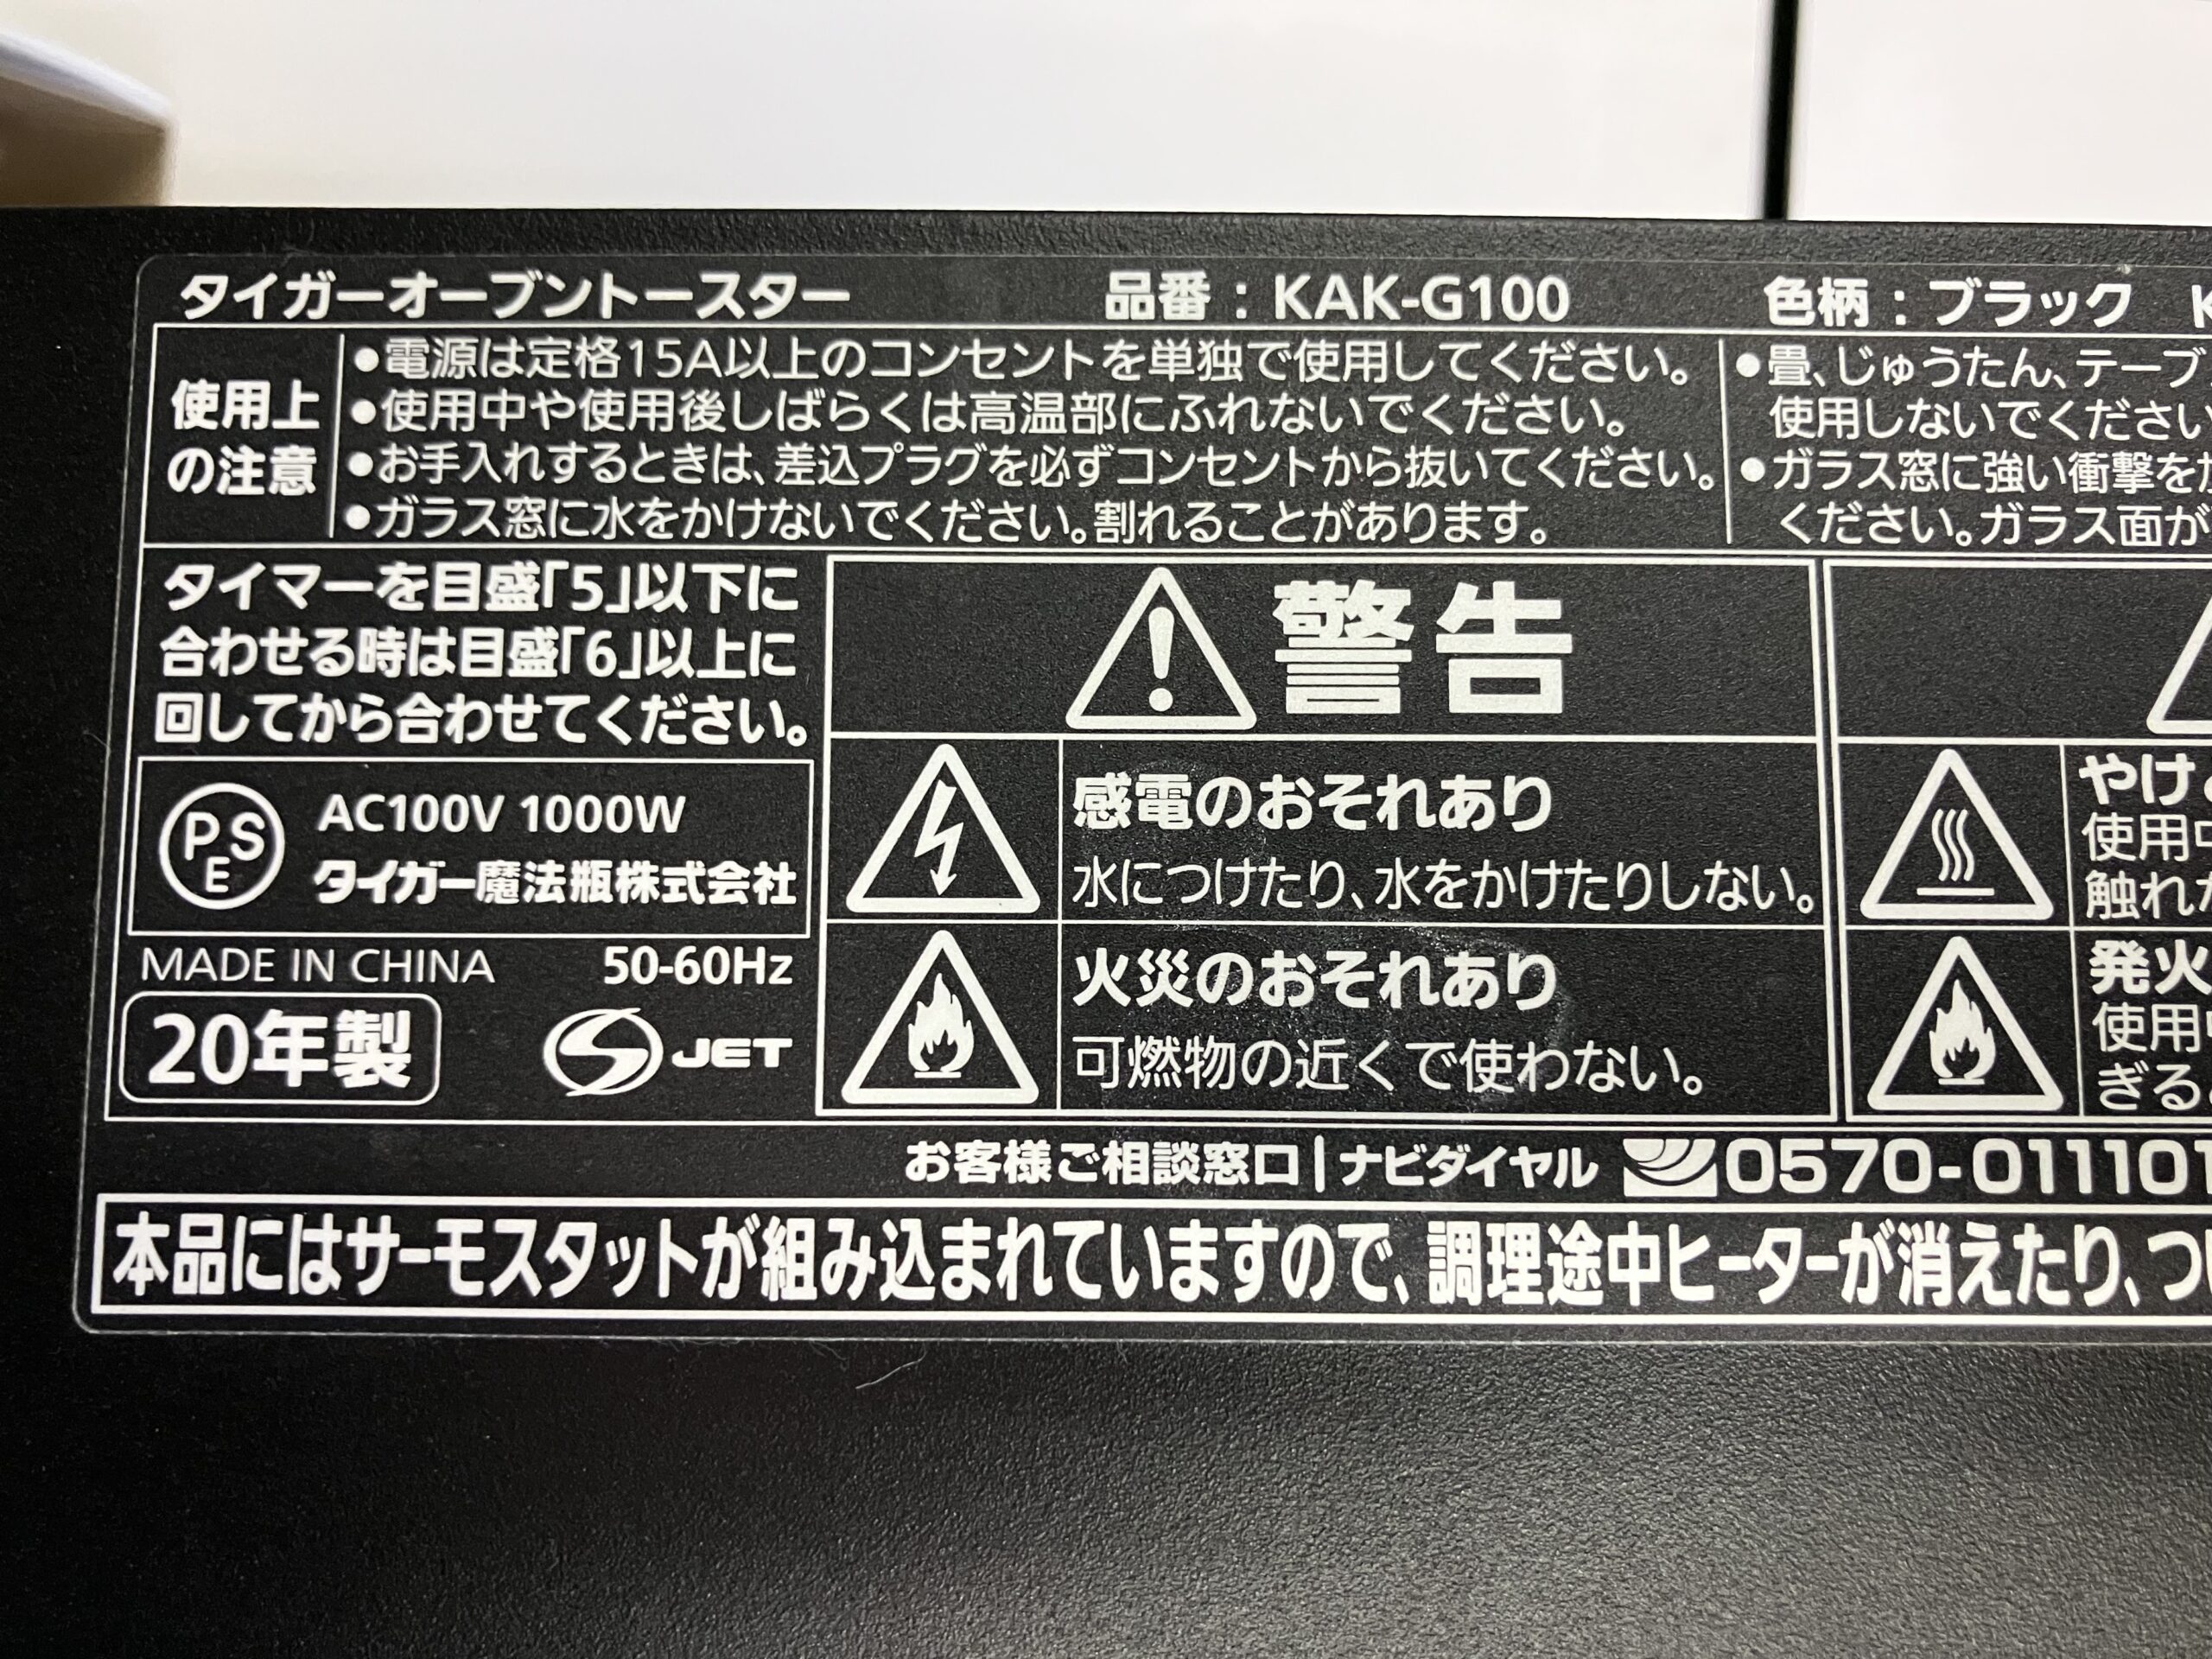 タイガーオーブントースター 品番：KAK-G100 色柄：ブラック
使用上の注意
●電源は定格15A以上のコンセントを単独で使用してください。
●使用中や使用後しばらくは高温部にふれないでください。
●お手入れするときは、差込プラグを必ずコンセントから抜いてください。
●ガラス窓に水をかけないでください。割れることがあります。
●畳、じゅうたん、テーブ
使用しないでください
●ガラス窓に強い衝撃を
ください。ガラス面が
タイマーを目盛「5」以下に
合わせる時は目盛「6」以上に
回してから合わせてください。
PSE AC100V 1000W
タイガー魔法瓶株式会社
MADE IN CHINA 50-60Hz
20年製 S JET
警告
感電のおそれあり
水につけたり、水をかけたりしない。
火災のおそれあり
可燃物の近くで使わない。
やけ
使用中
触れ
発火
使用中
ぎる
お客様ご相談窓口 | ナビダイヤル 0570-011101
本品にはサーモスタットが組み込まれていますので、調理途中ヒーターが消えたり、つい